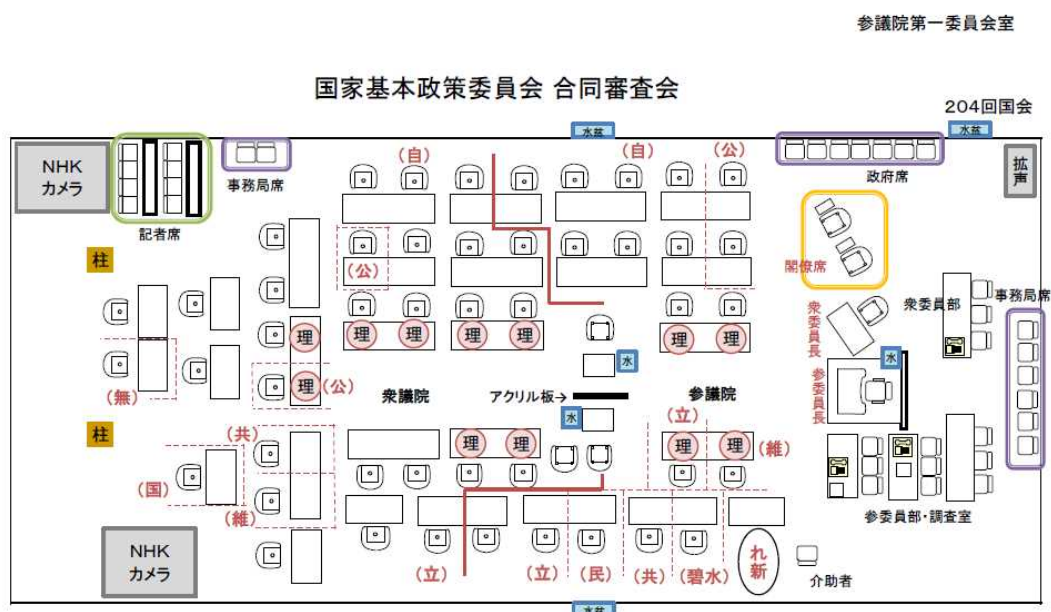 参議院第一委員会室
国家基本政策委員会 合同審査会
204回国会
水盆
水盆
NHK
カメラ
記者席
事務局席
(自)
(自)
(公)
政府席
拡声
柱
(公)
閣僚席
衆委員部
事務局席
衆委員長
理
理 理
理 理
理 理
水
水
(無)
理
(公)
衆議院
アクリル板→
参議院
参委員長
柱
(共)
水
(立)
理 理
理 理
(維)
(国)
(維)
参委員部・調査室
NHK
カメラ
(立)
(立)
(民)
(共)
(碧水)
れ新
介助者
水盆